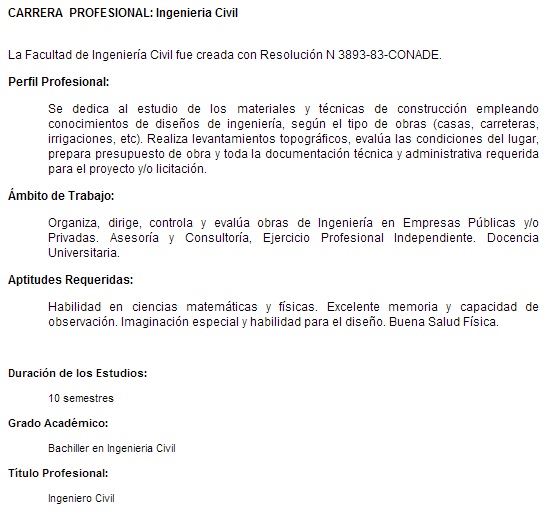 CARRERA PROFESIONAL: Ingenieria Civil
La Facultad de Ingeniería Civil fue creada con Resolución N 3893-83-CONADE.
Perfil Profesional:
Se dedica al estudio de los materiales y técnicas de construcción empleando
conocimientos de diseños de ingeniería, según el tipo de obras (casas, carreteras,
irrigaciones, etc). Realiza levantamientos topográficos, evalúa las condiciones del lugar,
prepara presupuesto de obra y toda la documentación técnica y administrativa requerida
para el proyecto y/o licitación.
Ámbito de Trabajo:
Organiza, dirige, controla y evalúa obras de Ingeniería en Empresas Públicas y/o
Privadas. Asesoría y Consultoría, Ejercicio Profesional Independiente. Docencia
Universitaria.
Aptitudes Requeridas:
Habilidad en ciencias matemáticas y físicas. Excelente memoria y capacidad de
observación. Imaginación especial y habilidad para el diseño. Buena Salud Física.
Duración de los Estudios:
10 semestres
Grado Académico:
Bachiller en Ingenieria Civil
Título Profesional:
Ingeniero Civil